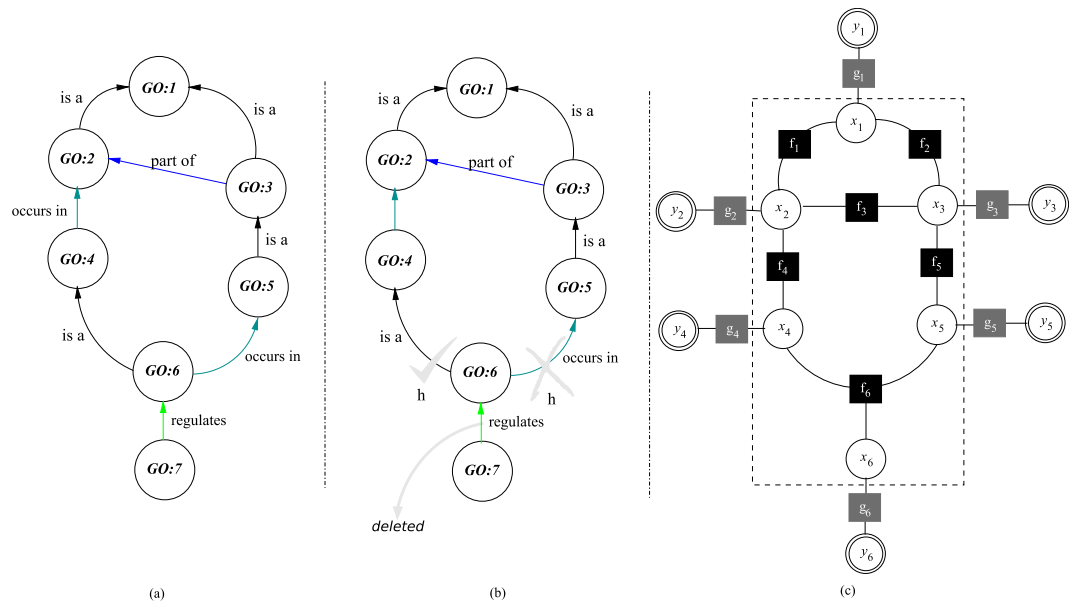 GO:1
is a
is a
GO:2
part of
GO:3
occurs in
is a
GO:4
GO:5
is a
GO:6
occurs in
regulates
GO:7
(a)
GO:1
is a
is a
GO:2
part of
GO:3
is a
GO:4
GO:5
is a
GO:6
occurs in
h
h
regulates
GO:7
deleted
(b)
y1
g1
x1
f1
f2
y2
g2
x2
f3
x3
g3
y3
f4
f5
y4
g4
x4
x5
g5
y5
f6
x6
g6
y6
(c)